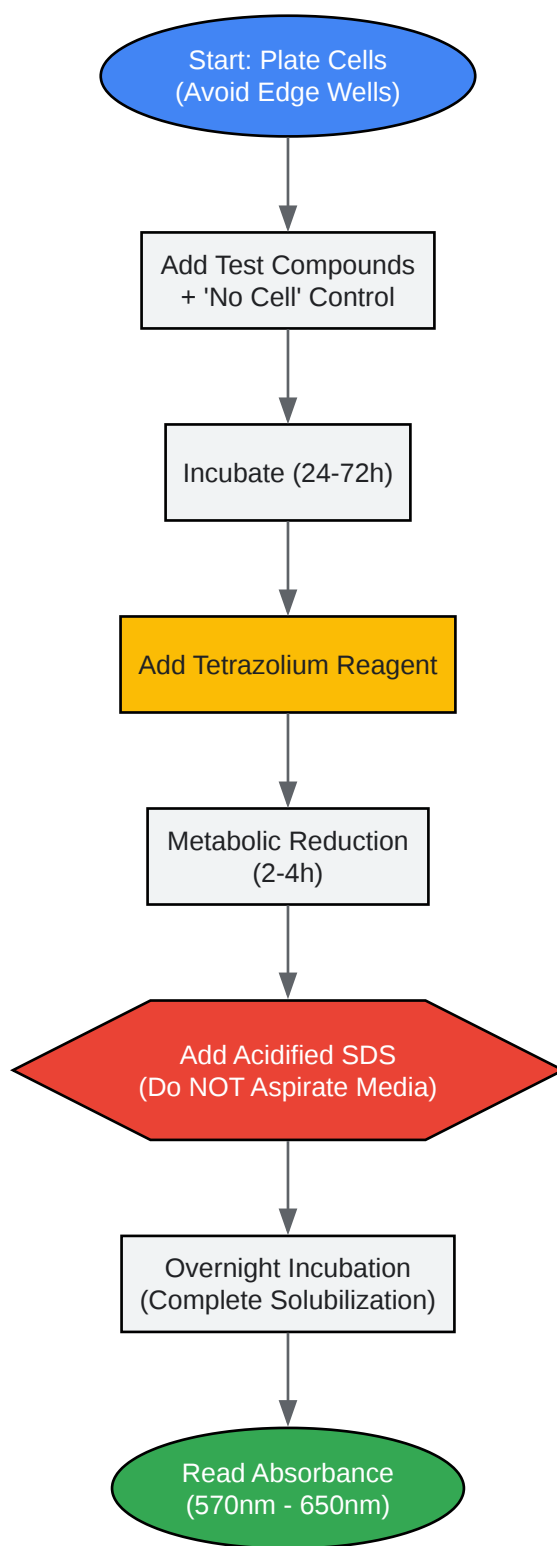 Start: Plate Cells
(Avoid Edge Wells)
Add Test Compounds
+ 'No Cell' Control
Incubate (24-72h)
Add Tetrazolium Reagent
Metabolic Reduction
(2-4h)
Add Acidified SDS
(Do NOT Aspirate Media)
Overnight Incubation
(Complete Solubilization)
Read Absorbance
(570nm - 650nm)